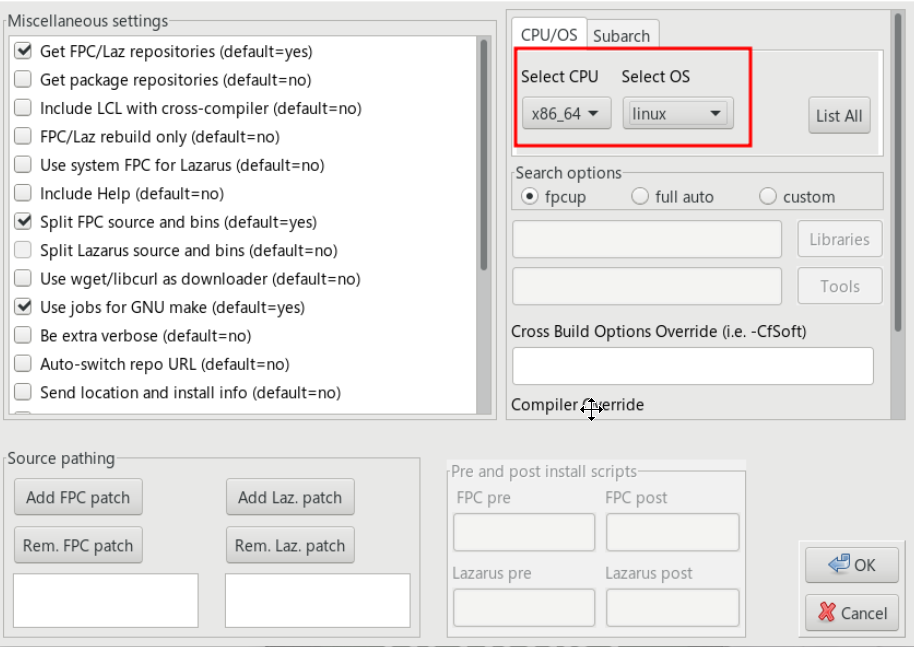 Miscellaneous settings
Get FPC/Laz repositories (default=yes)
Get package repositories (default=no)
Include LCL with cross-compiler (default=no)
FPC/Laz rebuild only (default=no)
Use system FPC for Lazarus (default=no)
Include Help (default=no)
Split FPC source and bins (default=yes)
Split Lazarus source and bins (default=no)
Use wget/libcurl as downloader (default=no)
Use jobs for GNU make (default=yes)
Be extra verbose (default=no)
Auto-switch repo URL (default=no)
Send location and install info (default=no)
CPU/OS Subarch
Select CPU Select OS
x86_64 linux List All
Search options
fpcup full auto custom
Libraries
Tools
Cross Build Options Override (i.e. -CfSoft)
Compiler Override
Source pathing
Add FPC patch Add Laz. patch
Rem. FPC patch Rem. Laz. patch
Pre and post install scripts
FPC pre FPC post
Lazarus pre Lazarus post
OK
Cancel